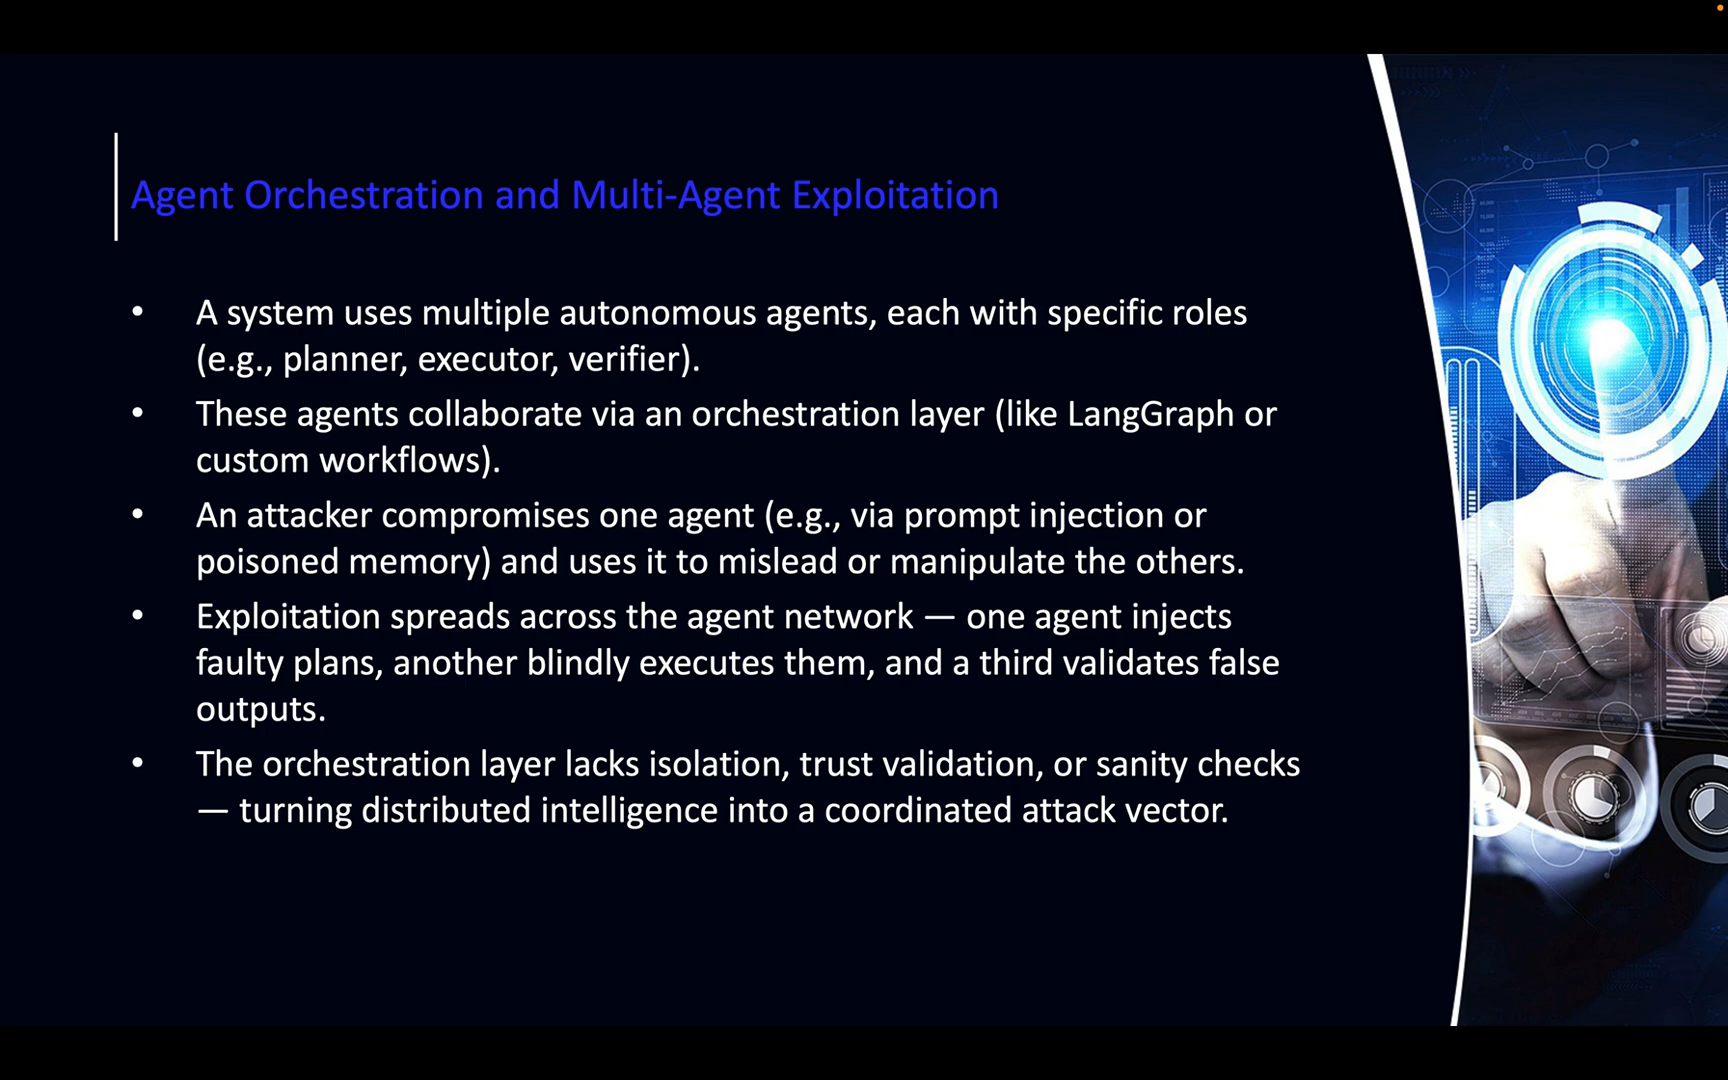 Agent Orchestration and Multi-Agent Exploitation
• A system uses multiple autonomous agents, each with specific roles
(e.g., planner, executor, verifier).
• These agents collaborate via an orchestration layer (like LangGraph or
custom workflows).
• An attacker compromises one agent (e.g., via prompt injection or
poisoned memory) and uses it to mislead or manipulate the others.
• Exploitation spreads across the agent network — one agent injects
faulty plans, another blindly executes them, and a third validates false
outputs.
• The orchestration layer lacks isolation, trust validation, or sanity checks
— turning distributed intelligence into a coordinated attack vector.